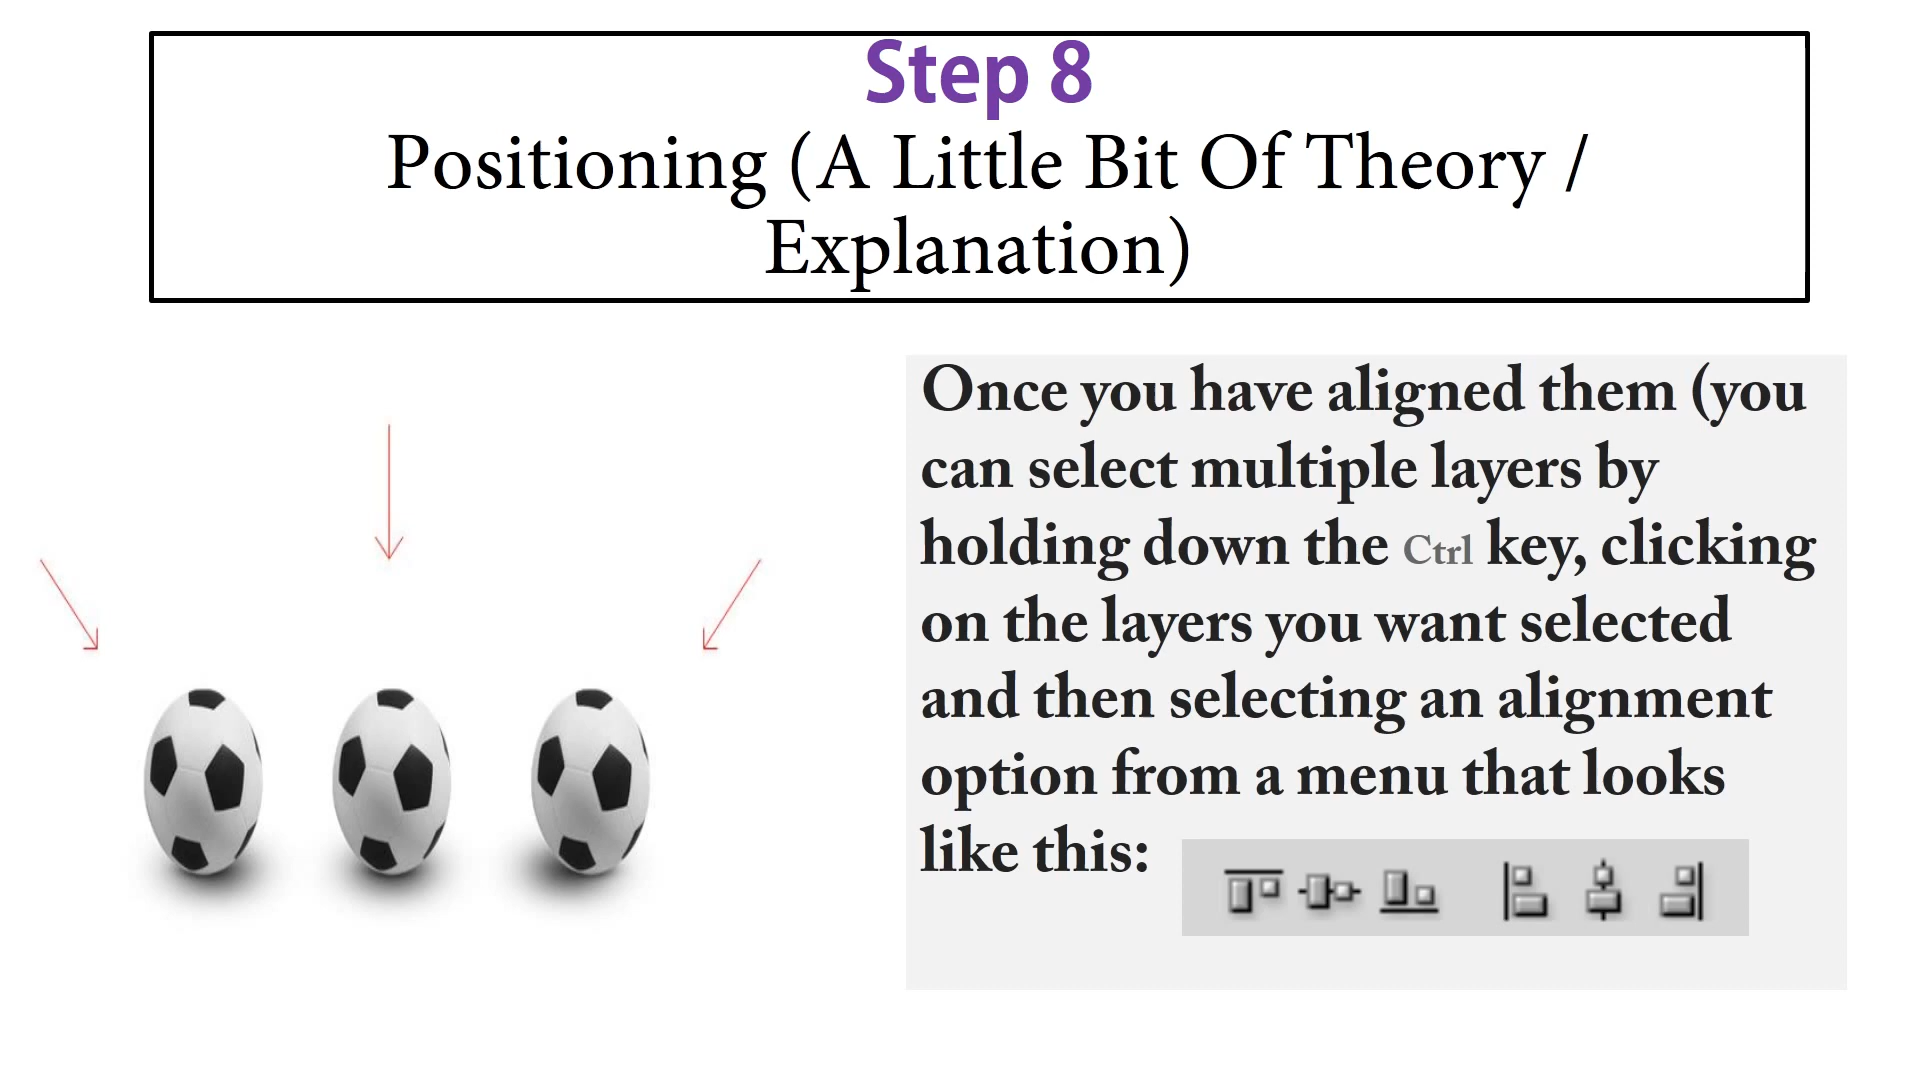 Step 8
Positioning (A Little Bit Of Theory /
Explanation)
Once you have aligned them (you
can select multiple layers by
holding down the Ctrl key, clicking
on the layers you want selected
and then selecting an alignment
option from a menu that looks
like this: